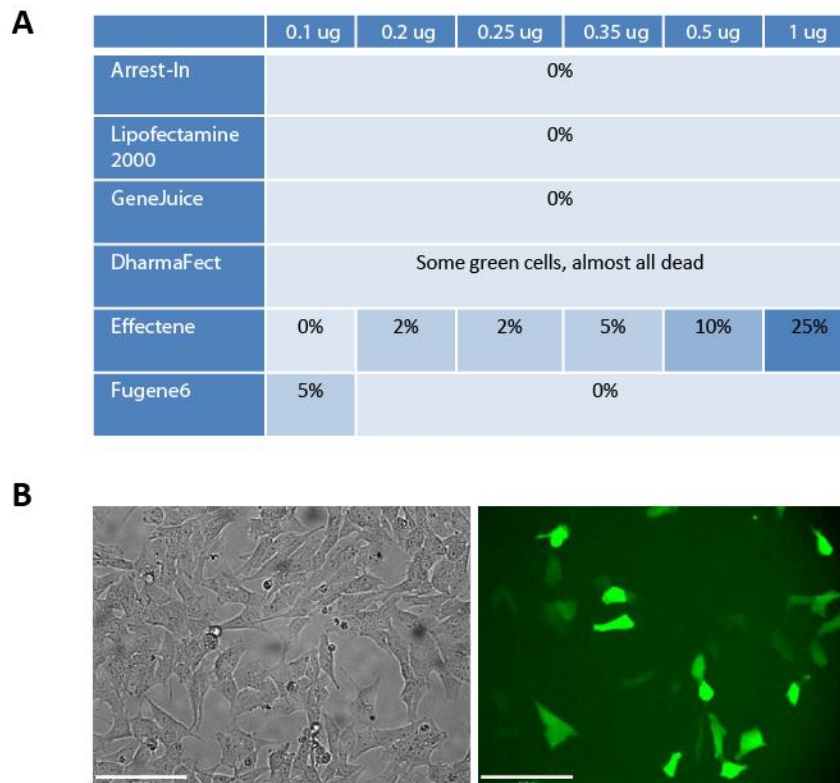 A
0.1 ug 0.2 ug 0.25 ug 0.35 ug 0.5 ug 1 ug
Arrest-In 0%
Lipofectamine
2000 0%
GeneJuice 0%
DharmaFect Some green cells, almost all dead
Effectene 0% 2% 2% 5% 10% 25%
Fugene6 5% 0%
B